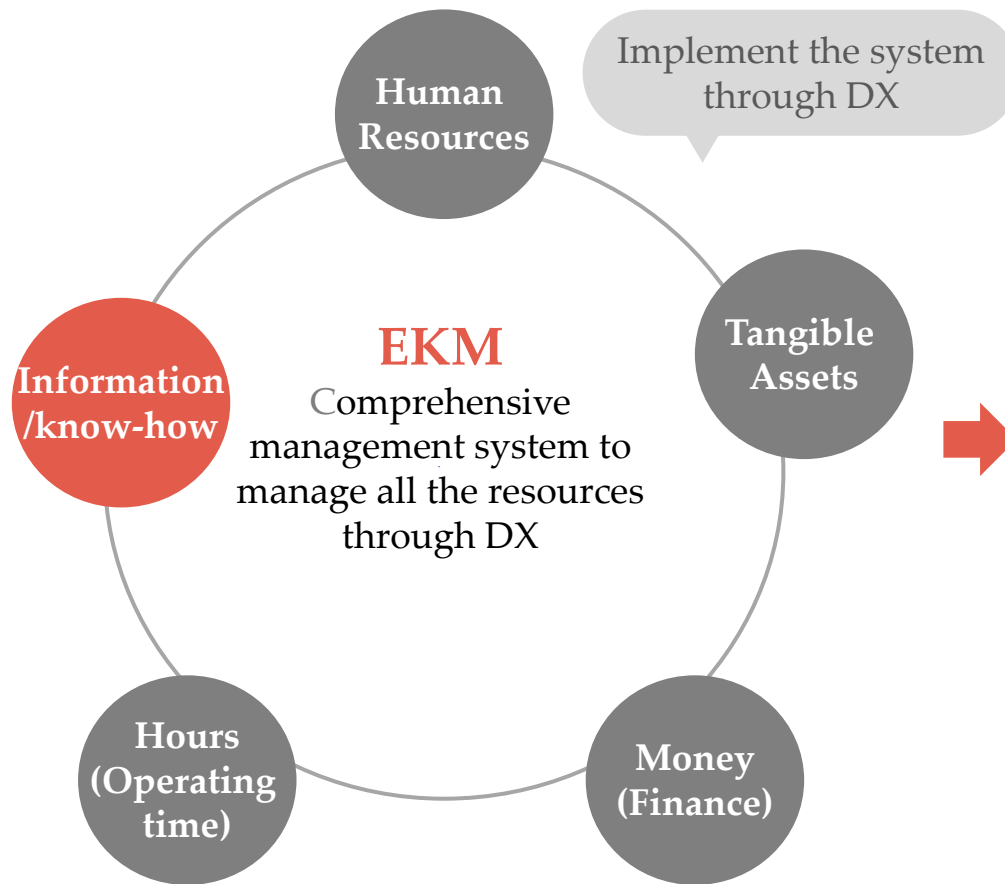 Implement the system
through DX
Human
Resources
Tangible
Assets
Information
/know-how
EKM
Comprehensive
management system to
manage all the resources
through DX
Hours
(Operating
time)
Money
(Finance)